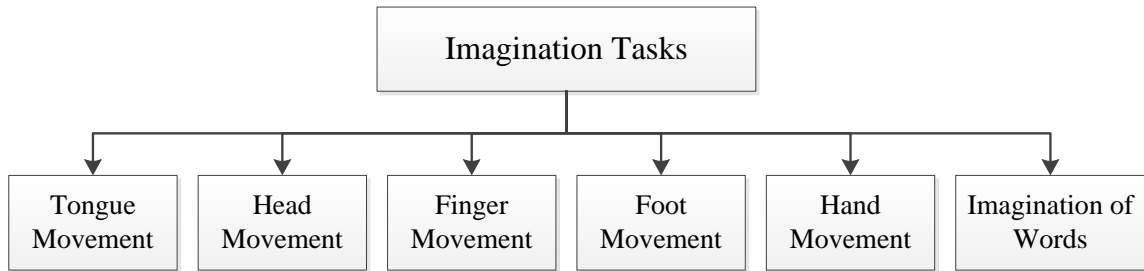 Imagination Tasks
Tongue
Movement
Head
Movement
Finger
Movement
Foot
Movement
Hand
Movement
Imagination of
Words